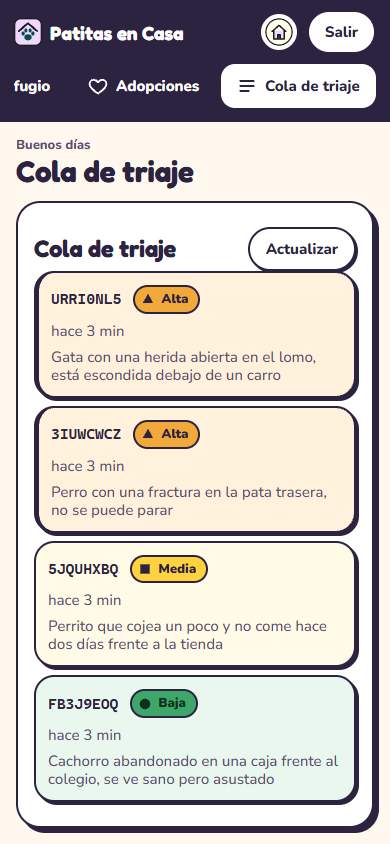 Patitas en Casa
Salir
fugio
Adopciones
Cola de triaje
Buenos días
Cola de triaje
Cola de triaje
Actualizar
URRI0NL5
Alta
hace 3 min
Gata con una herida abierta en el lomo,
está escondida debajo de un carro
3IUWCWCZ
Alta
hace 3 min
Perro con una fractura en la pata trasera,
no se puede parar
5JQUHXBQ
Media
hace 3 min
Perrito que cojea un poco y no come hace
dos días frente a la tienda
FB3J9EOQ
Baja
hace 3 min
Cachorro abandonado en una caja frente al
colegio, se ve sano pero asustado